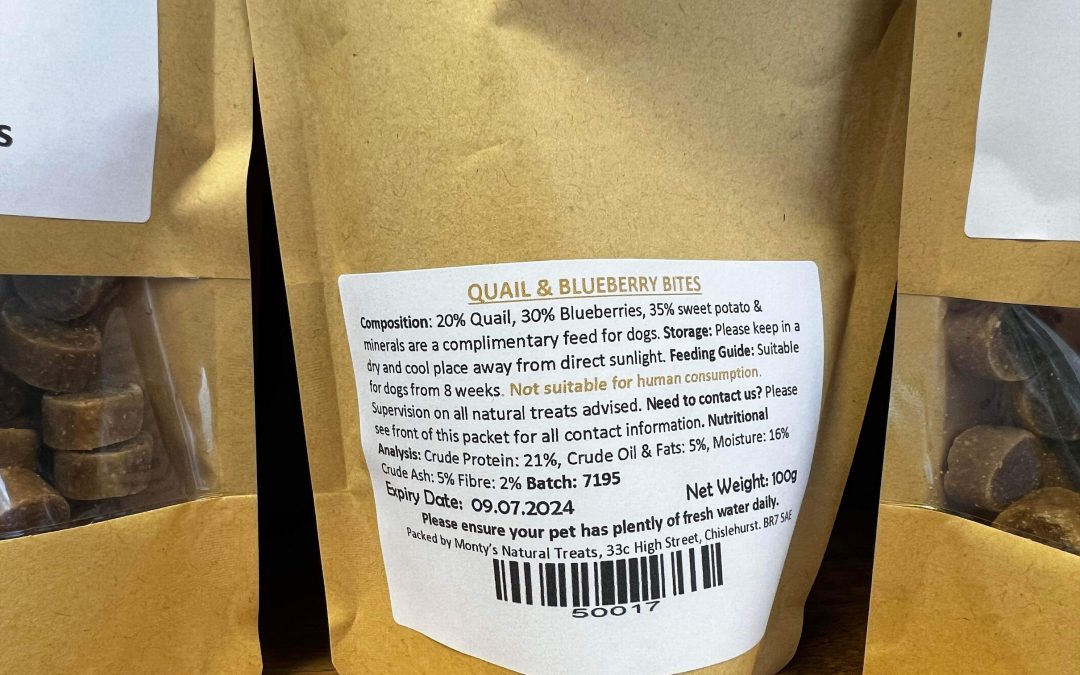 s
QUAIL & BLUEBERRY BITES
Composition: 20% Quail, 30% Blueberries, 35% sweet potato &
minerals are a complimentary feed for dogs. Storage: Please keep in a
dry and cool place away from direct sunlight. Feeding Guide: Suitable
for dogs from 8 weeks. Not suitable for human consumption.
Supervision on all natural treats advised. Need to contact us? Please
see front of this packet for all contact information. Nutritional
Analysis: Crude Protein: 21%, Crude Oil & Fats: 5%, Moisture: 16%
Crude Ash: 5% Fibre: 2% Batch: 7195
Expiry Date: 09.07.2024 Net Weight: 100g
Please ensure your pet has plenty of fresh water daily.
Packed by Monty's Natural Treats, 33c High Street, Chislehurst. BR7 5AE
50017